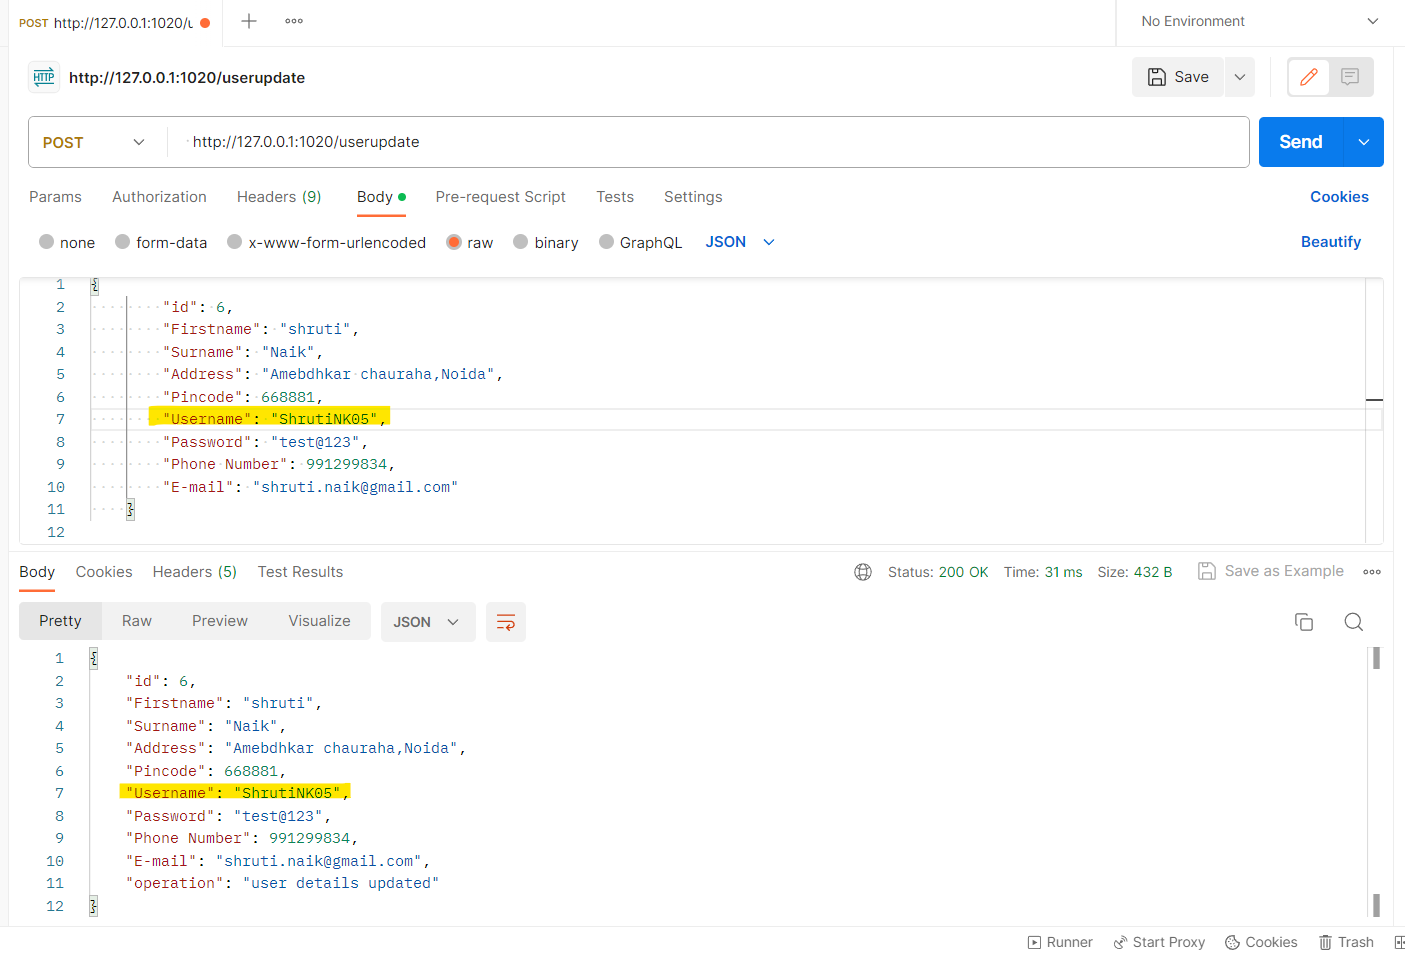 POST http://127.0.0.1:1020/u
No Environment
HTTP http://127.0.0.1:1020/userupdate
Save
POST http://127.0.0.1:1020/userupdate
Send
Params Authorization Headers (9) Body Pre-request Script Tests Settings Cookies
none form-data x-www-form-urlencoded raw binary GraphQL JSON Beautify
1 {
2 "id": 6,
3 "Firstname": "shruti",
4 "Surname": "Naik",
5 "Address": "Amebdhkar chauraha,Noida",
6 "Pincode": 668881,
7 "Username": "ShrutiNK05",
8 "Password": "test@123",
9 "Phone Number": 991299834,
10 "E-mail": "shruti.naik@gmail.com"
11 }
12
Body Cookies Headers (5) Test Results Status: 200 OK Time: 31 ms Size: 432 B Save as Example
Pretty Raw Preview Visualize JSON
1 {
2 "id": 6,
3 "Firstname": "shruti",
4 "Surname": "Naik",
5 "Address": "Amebdhkar chauraha,Noida",
6 "Pincode": 668881,
7 "Username": "ShrutiNK05",
8 "Password": "test@123",
9 "Phone Number": 991299834,
10 "E-mail": "shruti.naik@gmail.com",
11 "operation": "user details updated"
12 }
Runner Start Proxy Cookies Trash